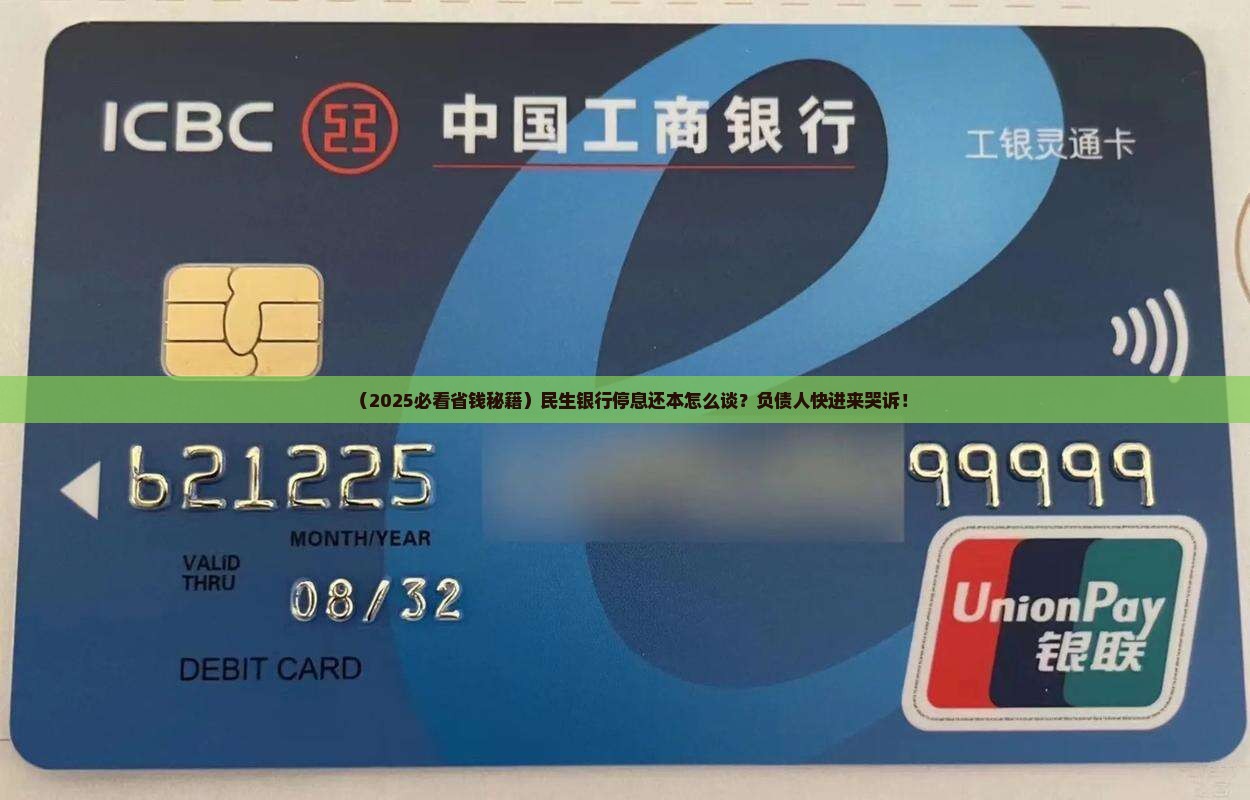 ICBC 中国工商银行
工银灵通卡
（2025必看省钱秘籍）民生银行停息还本怎么谈？负债人快进来哭诉！
621225 99999
MONTH/YEAR
VALID
THRU
08/32
DEBIT CARD
UnionPay
银联